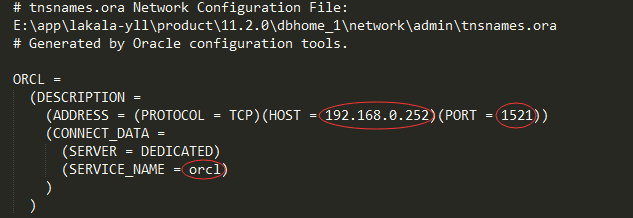 # tnsnames.ora Network Configuration File:
E:\app\lakala-yll\product\11.2.0\dbhome_1\network\admin\tnsnames.ora
# Generated by Oracle configuration tools.
ORCL =
(DESCRIPTION =
(ADDRESS = (PROTOCOL = TCP)(HOST = 192.168.0.252)(PORT = 1521))
(CONNECT_DATA =
(SERVER = DEDICATED)
(SERVICE_NAME = orcl)
)
)